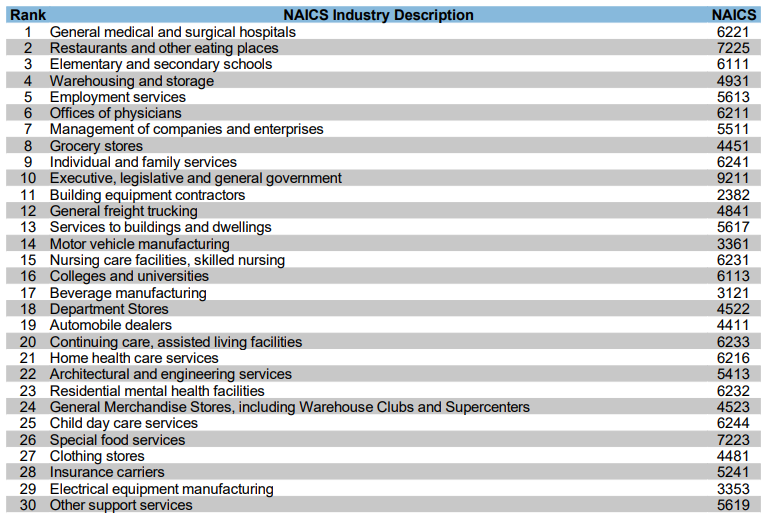 Rank NAICS Industry Description NAICS
1 General medical and surgical hospitals 6221
2 Restaurants and other eating places 7225
3 Elementary and secondary schools 6111
4 Warehousing and storage 4931
5 Employment services 5613
6 Offices of physicians 6211
7 Management of companies and enterprises 5511
8 Grocery stores 4451
9 Individual and family services 6241
10 Executive, legislative and general government 9211
11 Building equipment contractors 2382
12 General freight trucking 4841
13 Services to buildings and dwellings 5617
14 Motor vehicle manufacturing 3361
15 Nursing care facilities, skilled nursing 6231
16 Colleges and universities 6113
17 Beverage manufacturing 3121
18 Department Stores 4522
19 Automobile dealers 4411
20 Continuing care, assisted living facilities 6233
21 Home health care services 6216
22 Architectural and engineering services 5413
23 Residential mental health facilities 6232
24 General Merchandise Stores, including Warehouse Clubs and Supercenters 4523
25 Child day care services 6244
26 Special food services 7223
27 Clothing stores 4481
28 Insurance carriers 5241
29 Electrical equipment manufacturing 3353
30 Other support services 5619